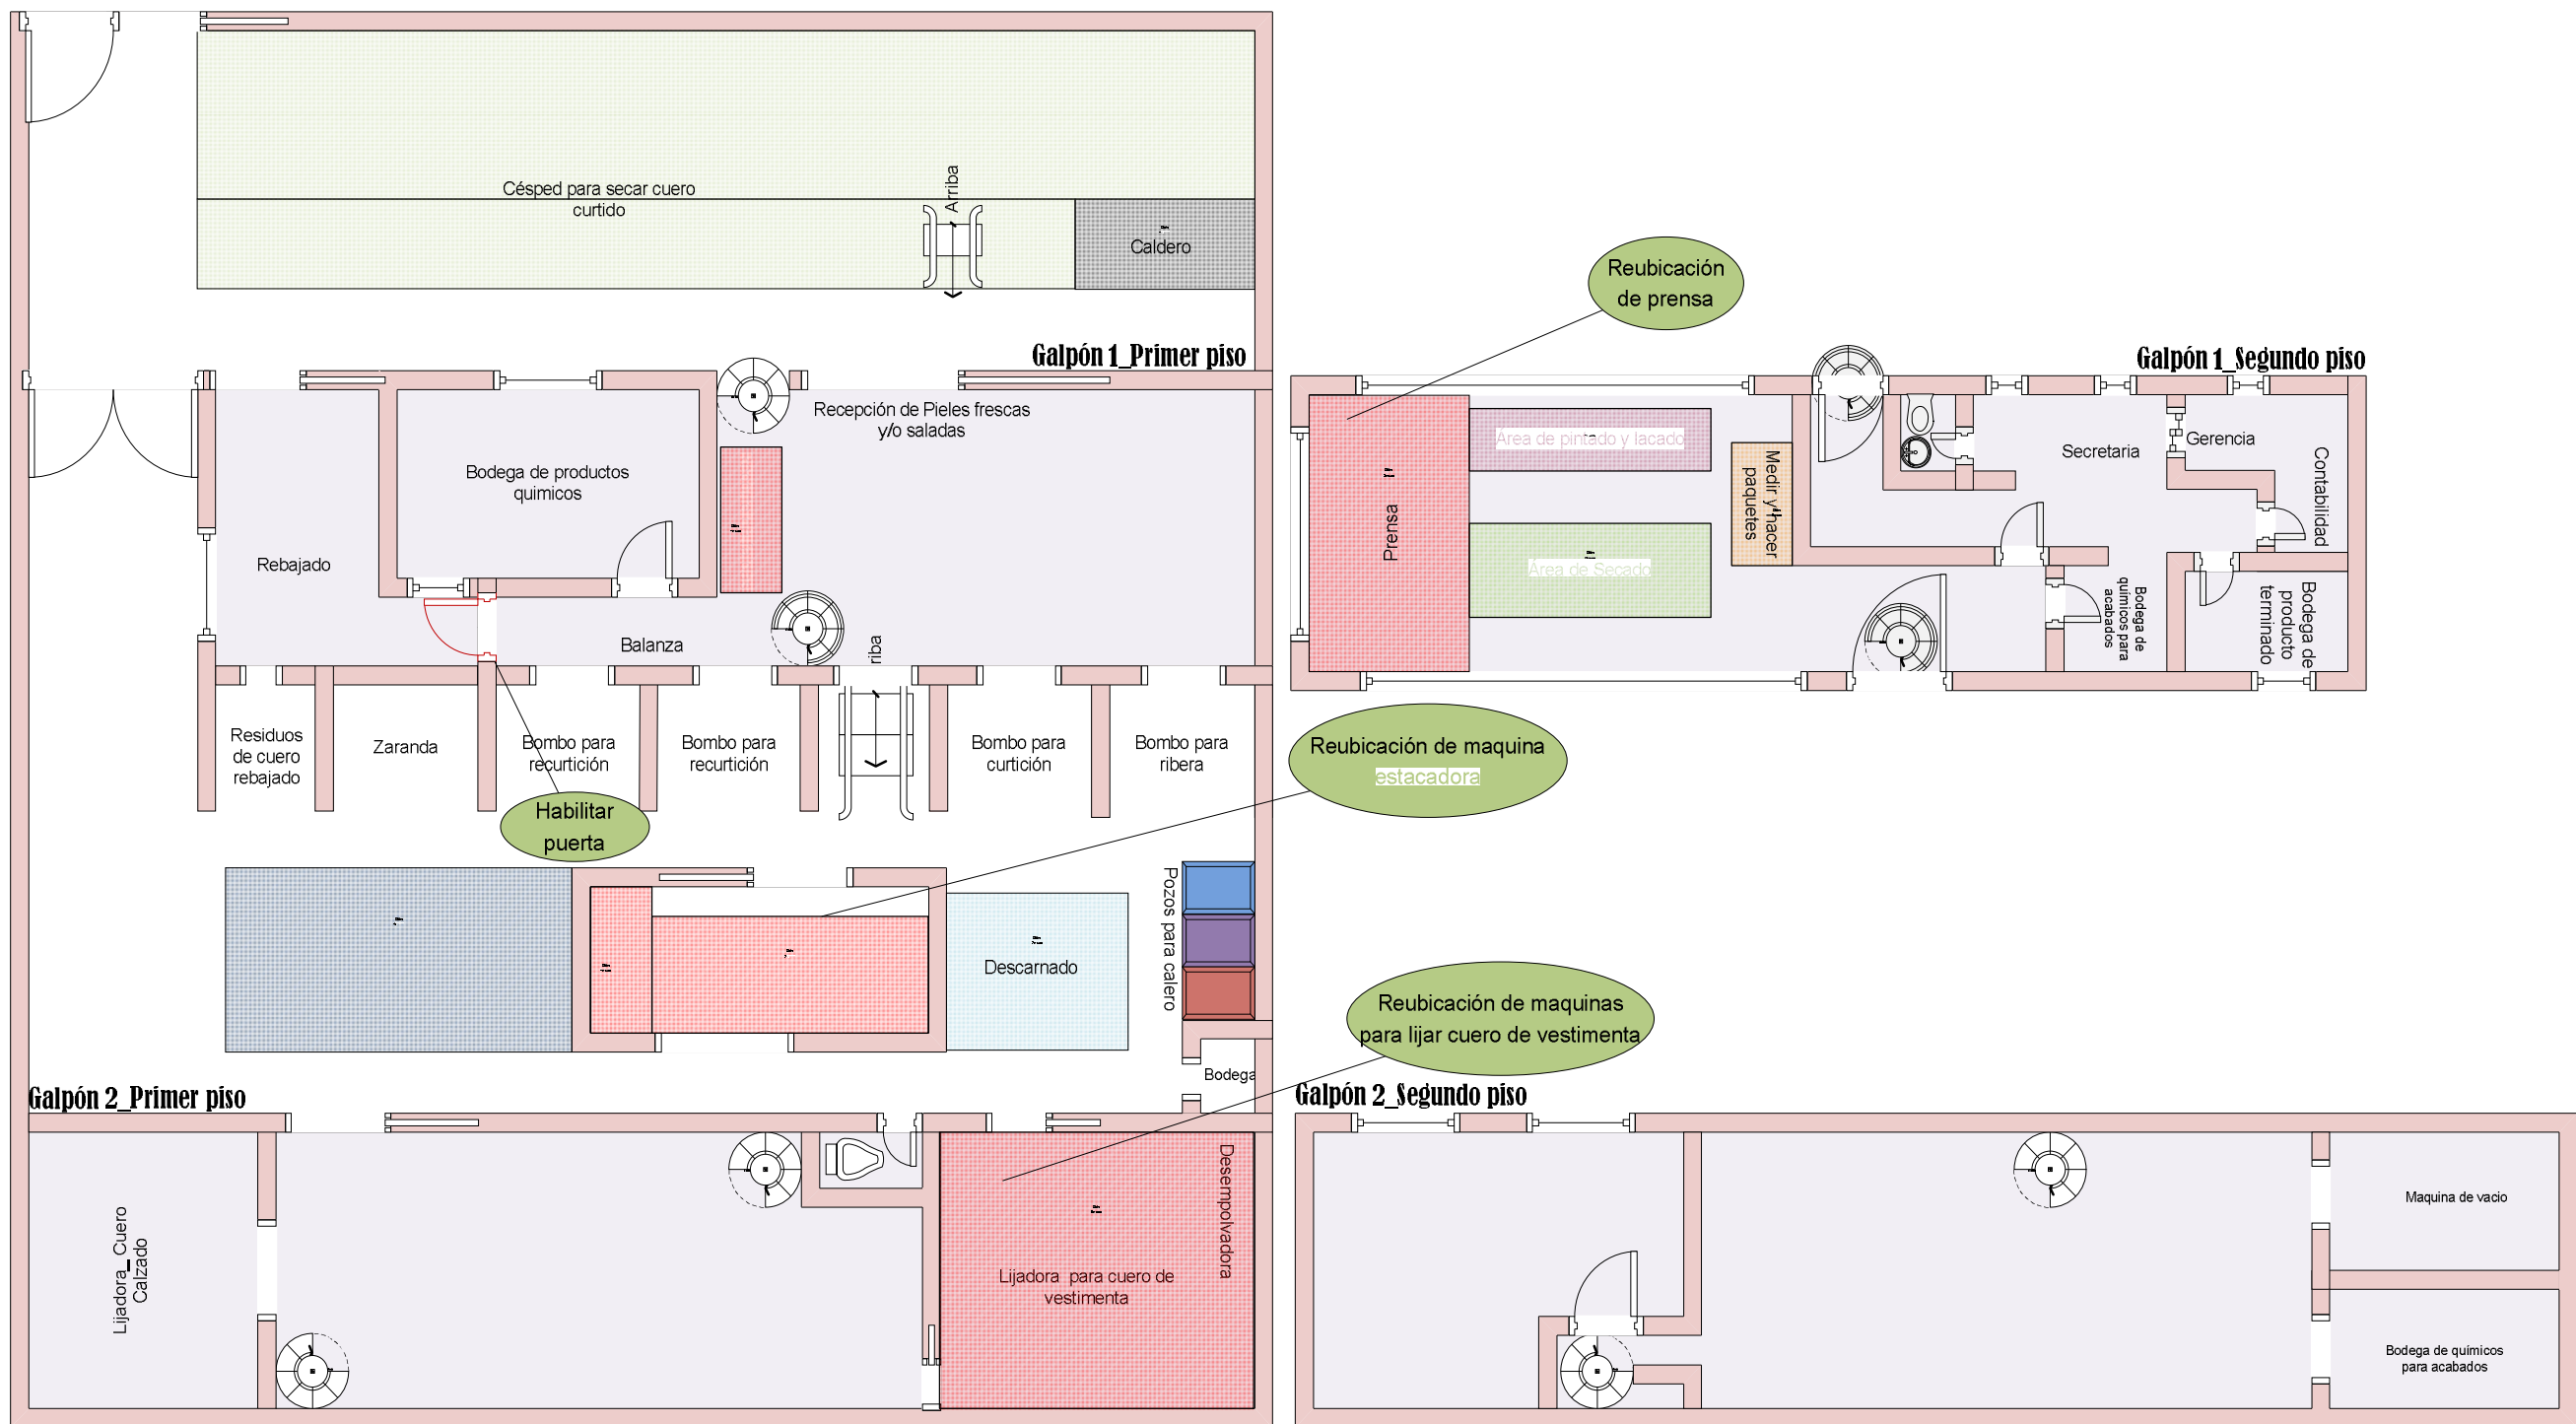 Césped para secar cuero
curtido
Arriba
Caldero
Galpón 1_Primer piso
Recepción de Pieles frescas
y/o saladas
Bodega de productos
quimicos
Rebajado
Balanza
riba
Residuos
de cuero
rebajado
Zaranda
Bombo para
recurtición
Bombo para
recurtición
Bombo para
curtición
Bombo para
ribera
Habilitar
puerta
Descarnado
Pozos para calero
Bodega
Galpón 2_Primer piso
Lijadora_Cuero
Calzado
Lijadora para cuero de
vestimenta
Desempolvadora
Reubicación
de prensa
Galpón 1_Segundo piso
Prensa
Área de pintado y lacado
Área de Secado
Medir y hacer
paquetes
Secretaria
Gerencia
Contabilidad
Bodega de
químicos para
acabados
Bodega de
producto
terminado
Reubicación de maquina
estacadora
Reubicación de maquinas
para lijar cuero de vestimenta
Galpón 2_Segundo piso
Maquina de vacio
Bodega de químicos
para acabados